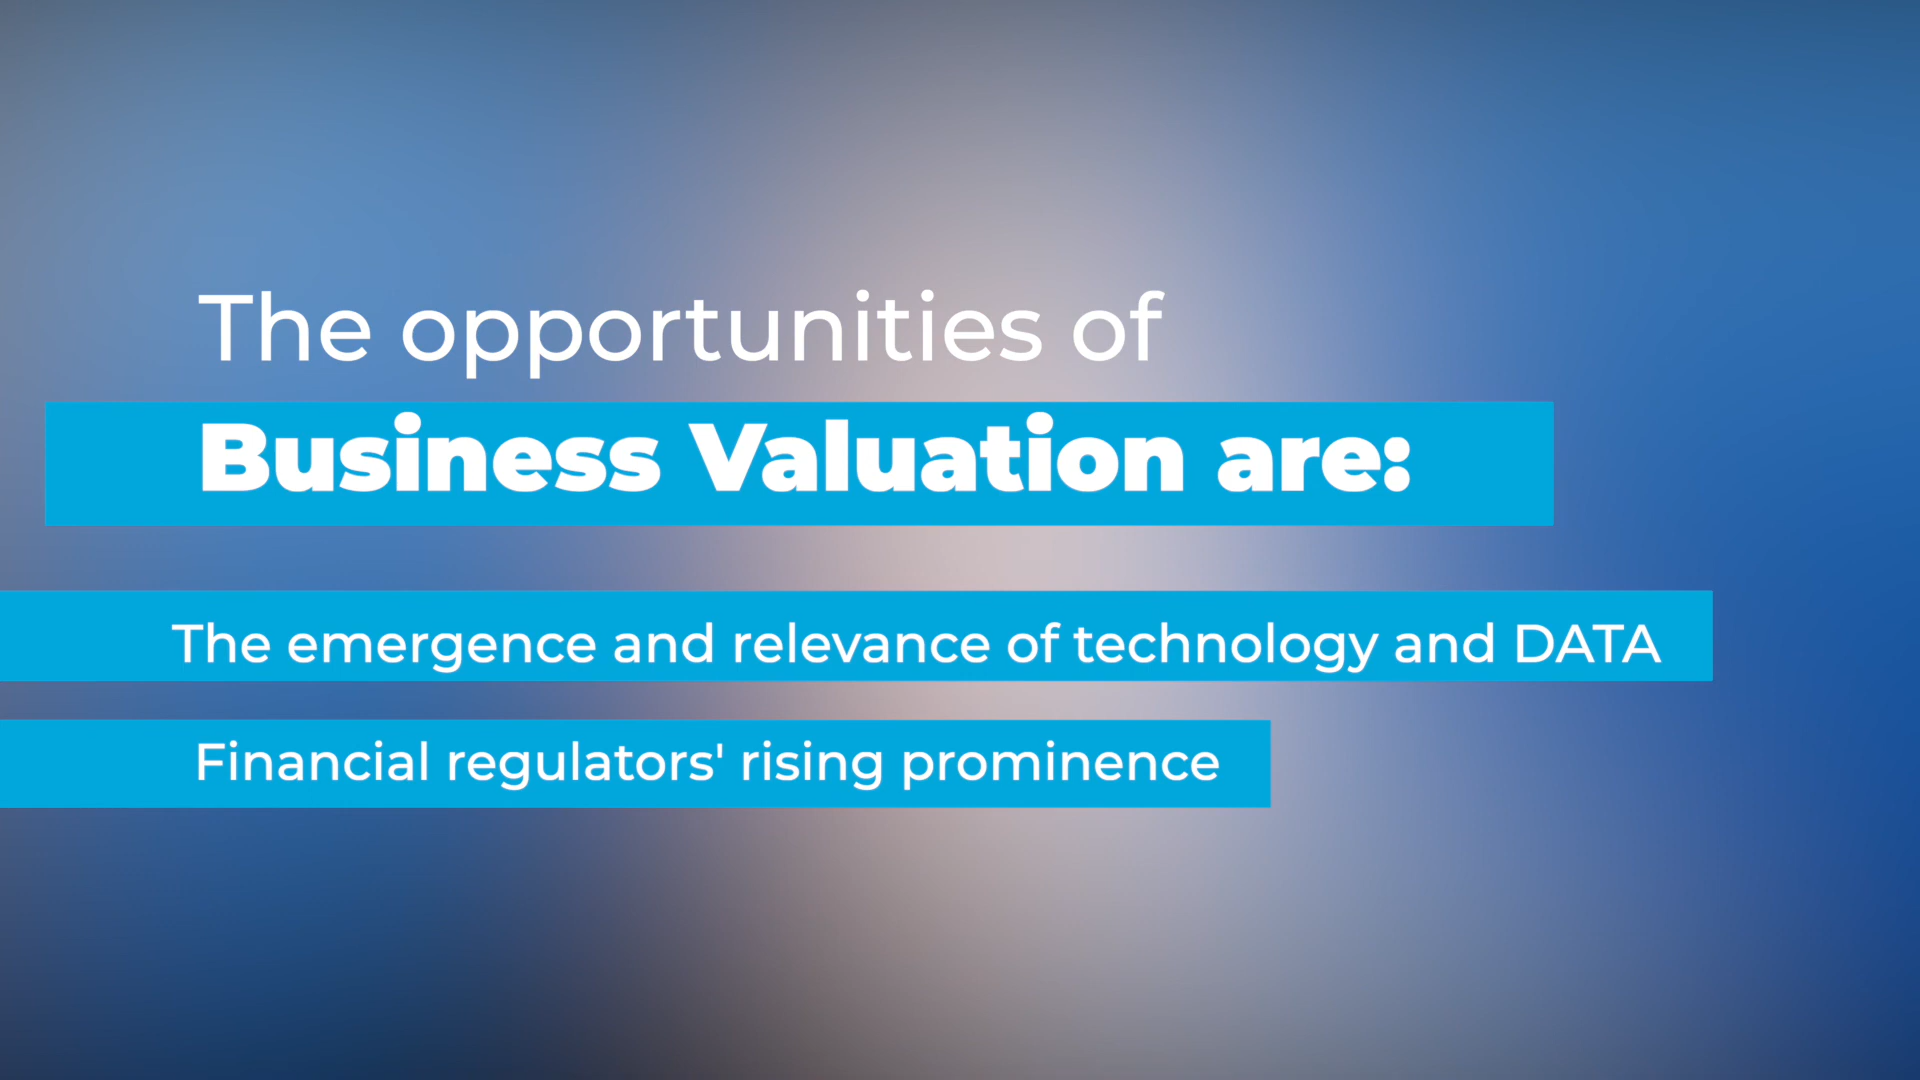 The opportunities of
Business Valuation are:
The emergence and relevance of technology and DATA
Financial regulators' rising prominence